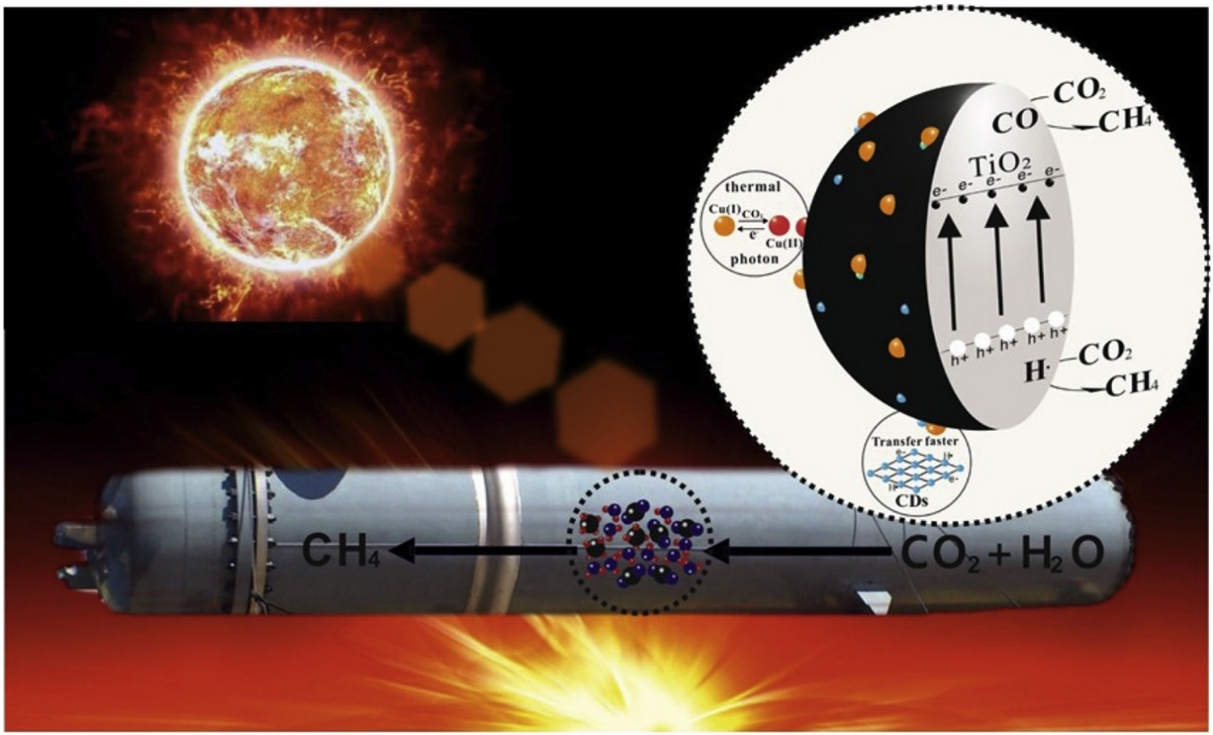 CO₂
CO
CH₄
TiO₂
e- e- e- e- e-
thermal
Cu(I) CO₂ Cu(II)
e-
photon
h+ h+ h+ h+ h+
CO₂
H·
CH₄
Transfer faster
e- H
H e-
CDs
CH₄
CO₂ + H₂O